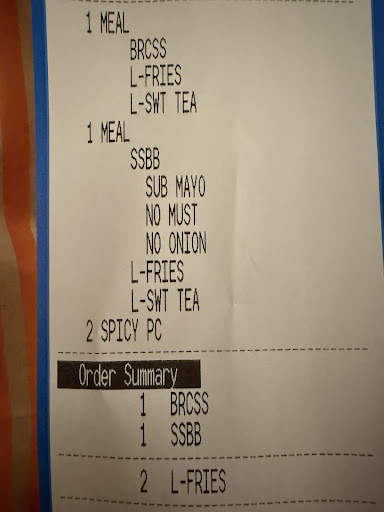 1 MEAL
BRCSS
L-FRIES
L-SWT TEA
1 MEAL
SSBB
SUB MAYO
NO MUST
NO ONION
L-FRIES
L-SWT TEA
2 SPICY PC
Order Summary
1 BRCSS
1 SSBB
2 L-FRIES